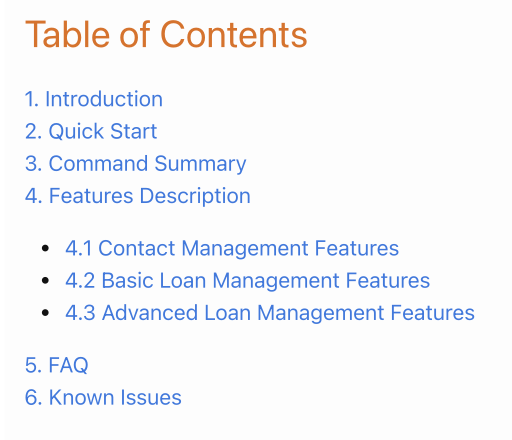 Table of Contents
1. Introduction
2. Quick Start
3. Command Summary
4. Features Description
• 4.1 Contact Management Features
• 4.2 Basic Loan Management Features
• 4.3 Advanced Loan Management Features
5. FAQ
6. Known Issues